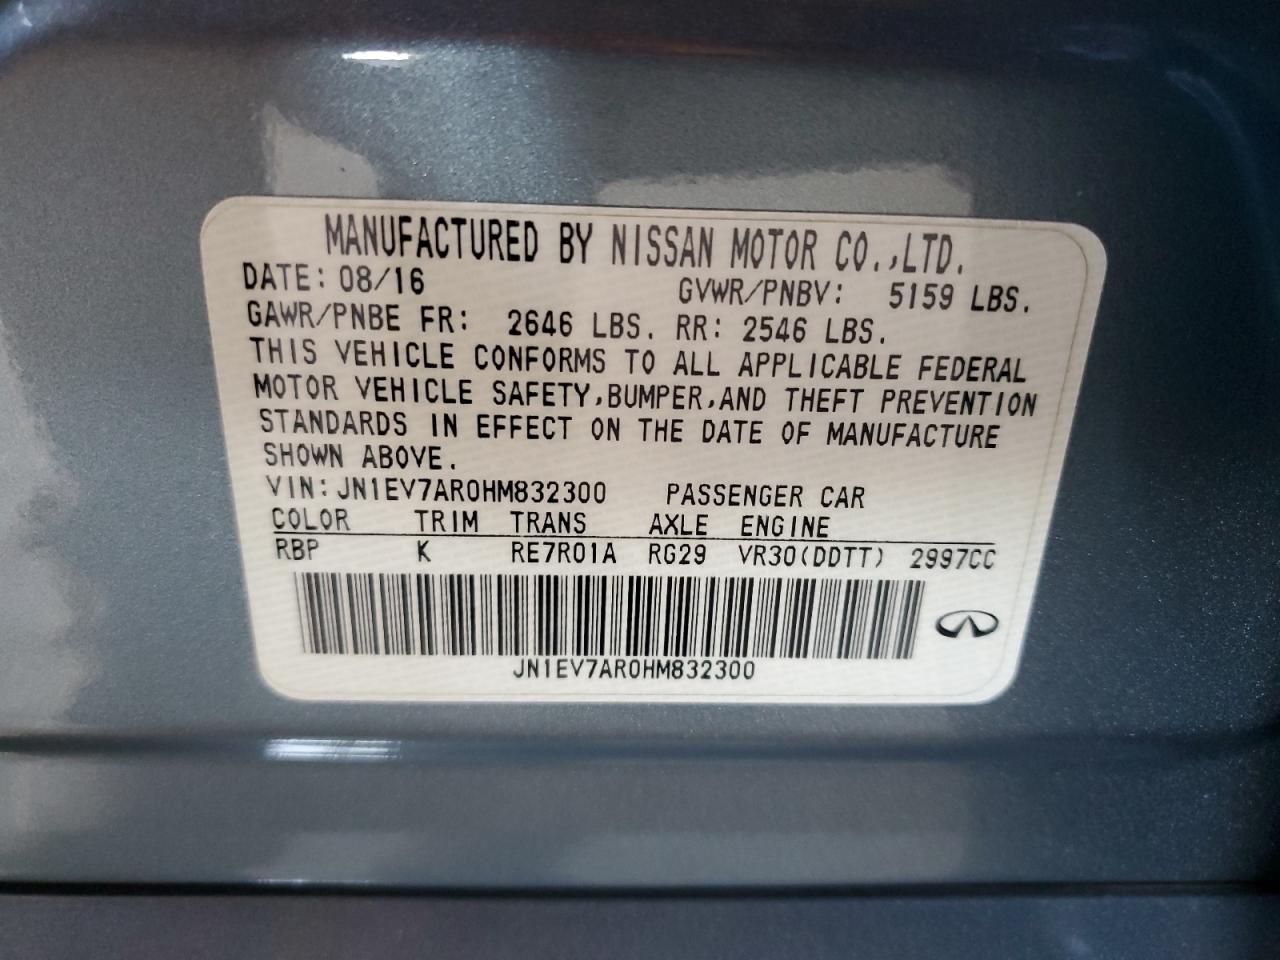 MANUFACTURED BY NISSAN MOTOR CO.,LTD.
DATE: 08/16 GVWR/PNBV: 5159 LBS.
GAWR/PNBE FR: 2646 LBS. RR: 2546 LBS.
THIS VEHICLE CONFORMS TO ALL APPLICABLE FEDERAL
MOTOR VEHICLE SAFETY,BUMPER,AND THEFT PREVENTION
STANDARDS IN EFFECT ON THE DATE OF MANUFACTURE
SHOWN ABOVE.
VIN: JN1EV7AR0HM832300 PASSENGER CAR
COLOR TRIM TRANS AXLE ENGINE
RBP K RE7R01A RG29 VR30(DDTT) 2997CC
JN1EV7AR0HM832300